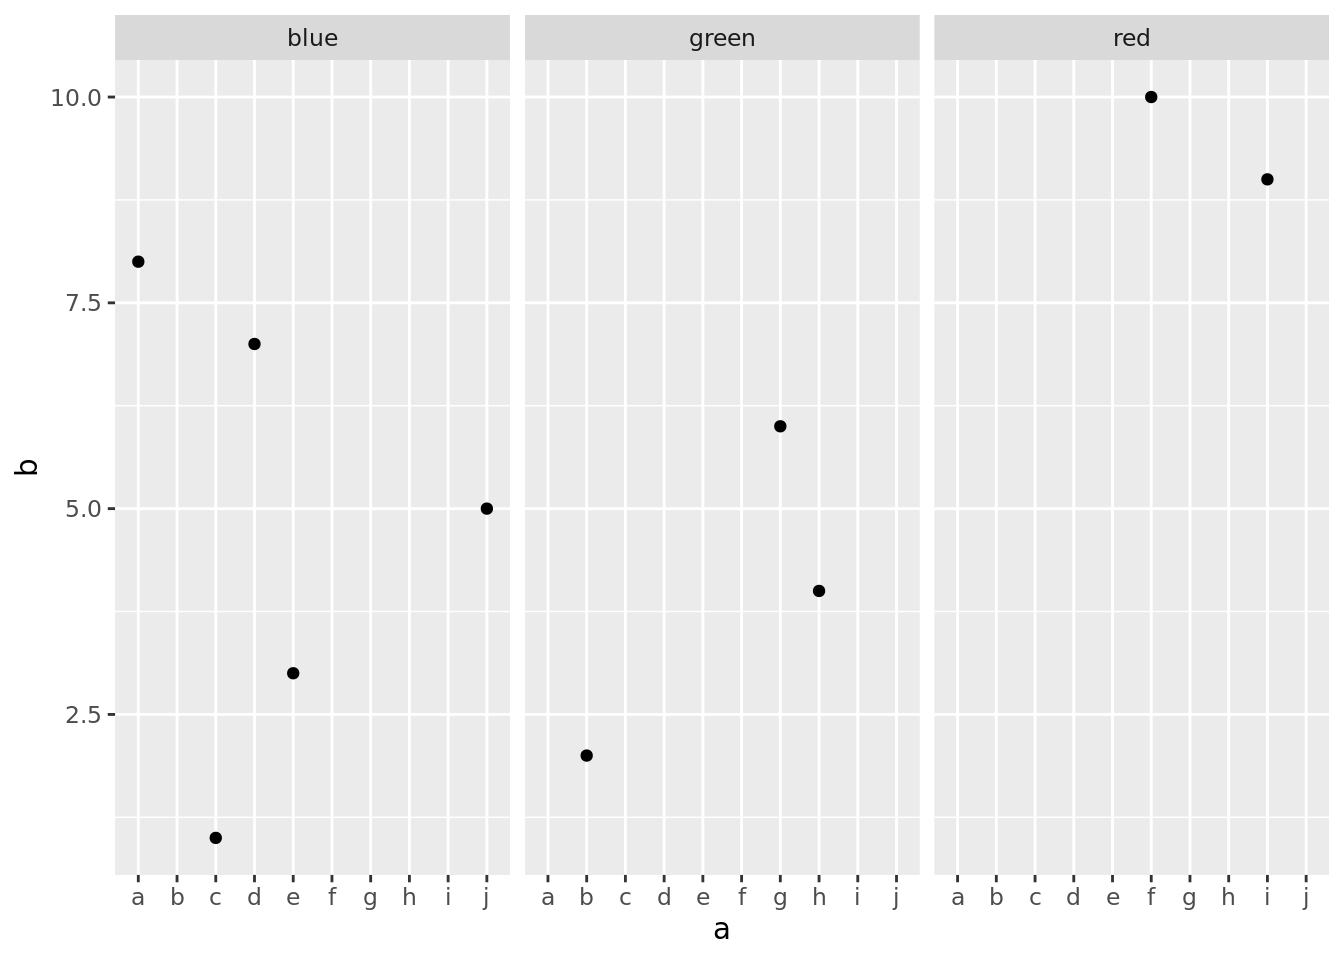 blue green red
10.0
7.5
5.0
2.5
b
a b c d e f g h i j a b c d e f g h i j a b c d e f g h i j
a